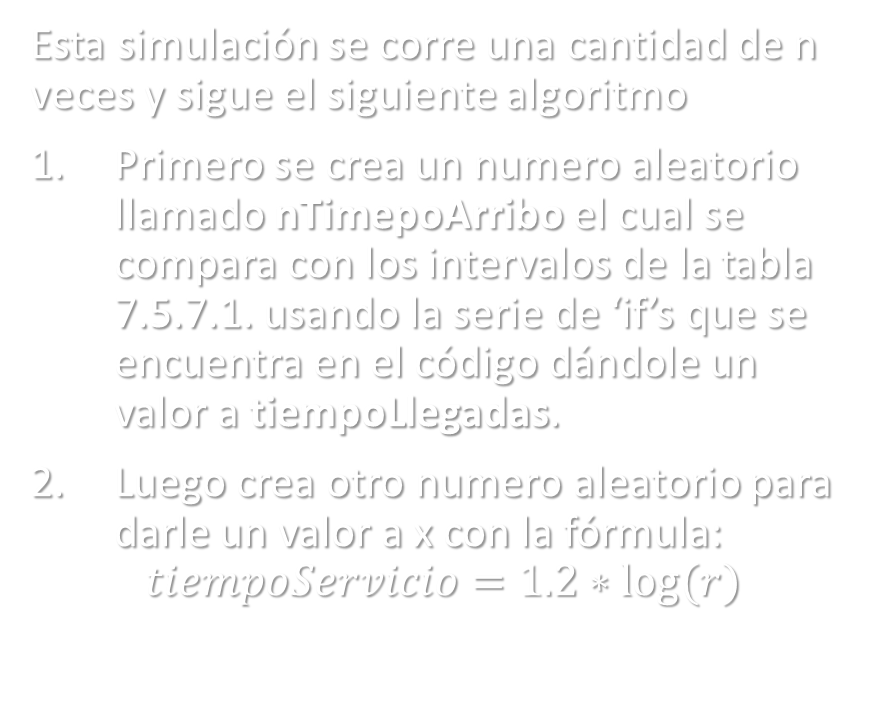 Esta simulación se corre una cantidad de n
veces y sigue el siguiente algoritmo
1. Primero se crea un numero aleatorio
llamado nTimepoArribo el cual se
compara con los intervalos de la tabla
7.5.7.1. usando la serie de ‘if’s que se
encuentra en el código dándole un
valor a tiempoLlegadas.
2. Luego crea otro numero aleatorio para
darle un valor a x con la fórmula:
tiempoServicio = 1.2 * log(r)